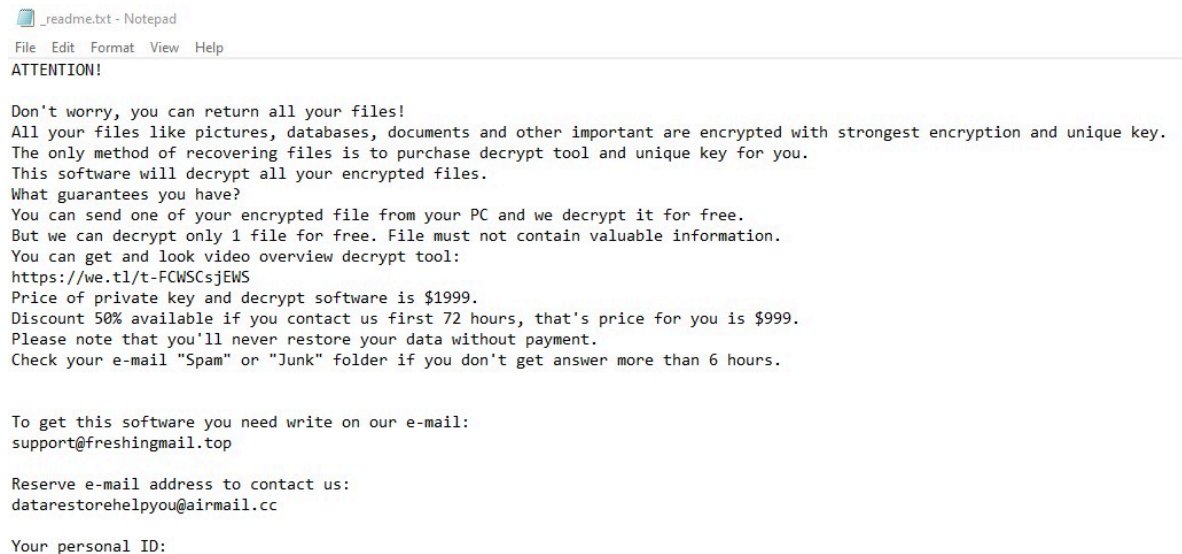 _readme.txt - Notepad
File Edit Format View Help
ATTENTION!
Don't worry, you can return all your files!
All your files like pictures, databases, documents and other important are encrypted with strongest encryption and unique key.
The only method of recovering files is to purchase decrypt tool and unique key for you.
This software will decrypt all your encrypted files.
What guarantees you have?
You can send one of your encrypted file from your PC and we decrypt it for free.
But we can decrypt only 1 file for free. File must not contain valuable information.
You can get and look video overview decrypt tool:
https://we.tl/t-FCWSCsjEWS
Price of private key and decrypt software is $1999.
Discount 50% available if you contact us first 72 hours, that's price for you is $999.
Please note that you'll never restore your data without payment.
Check your e-mail "Spam" or "Junk" folder if you don't get answer more than 6 hours.
To get this software you need write on our e-mail:
support@freshingmail.top
Reserve e-mail address to contact us:
datarestorehelpyou@airmail.cc
Your personal ID: